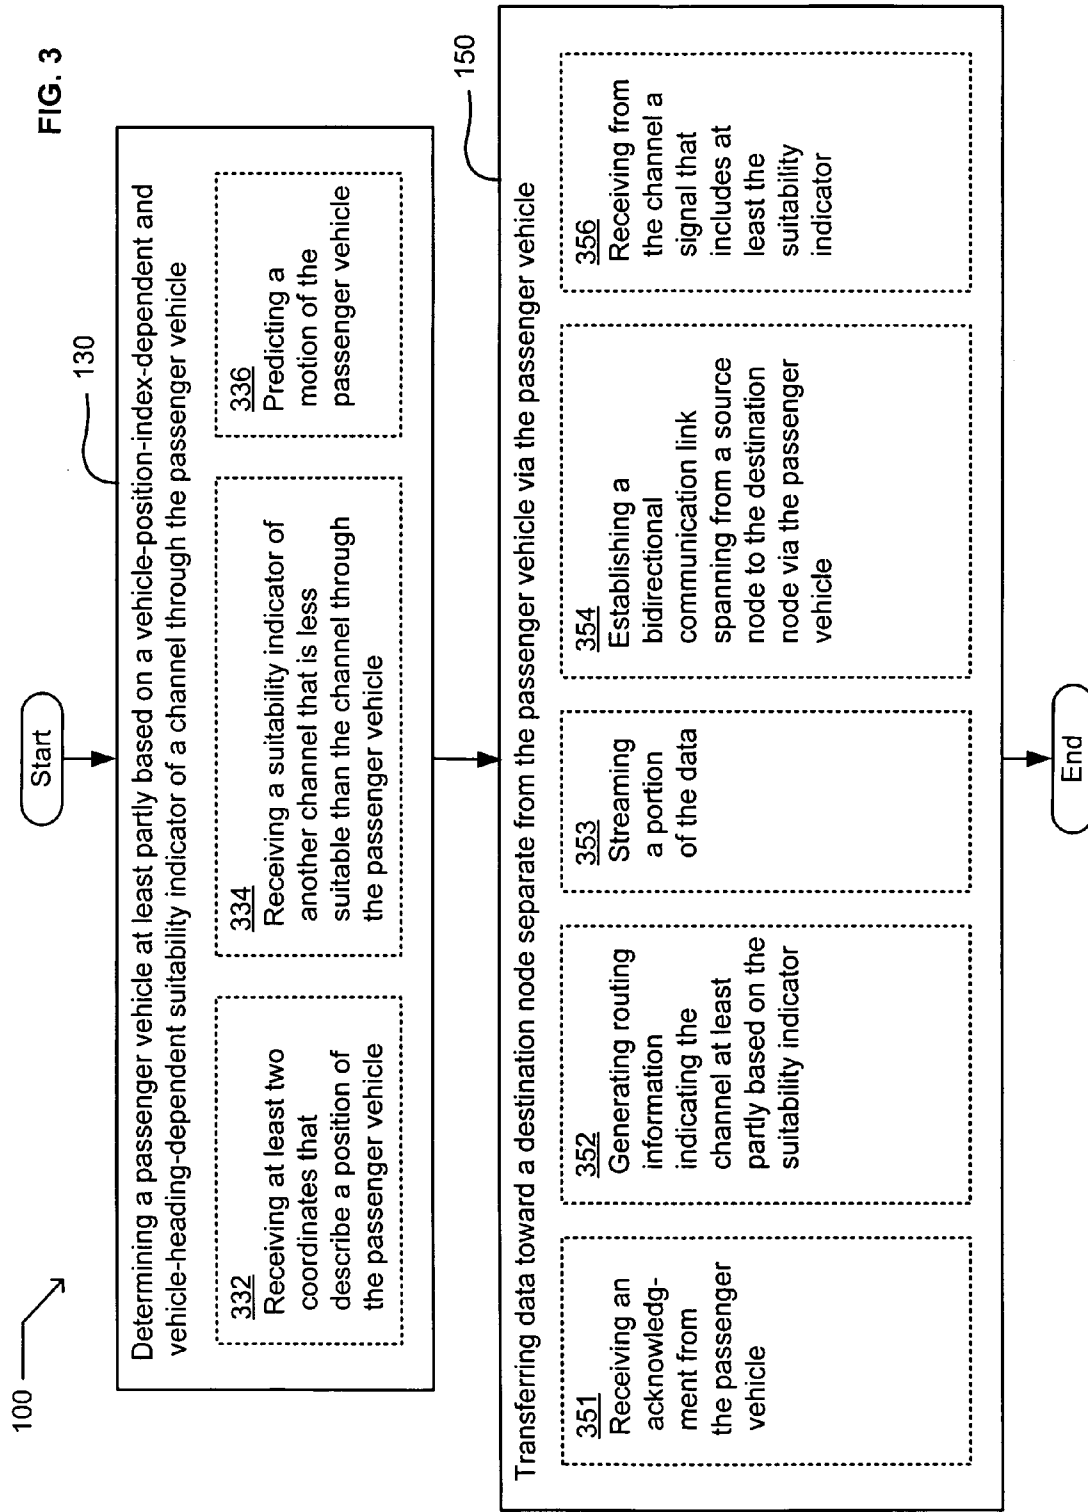 FIG. 3
100
Start
130
Determining a passenger vehicle at least partly based on a vehicle-position-index-dependent and
vehicle-heading-dependent suitability indicator of a channel through the passenger vehicle
332
Receiving at least two
coordinates that
describe a position of
the passenger vehicle
334
Receiving a suitability indicator of
another channel that is less
suitable than the channel through
the passenger vehicle
336
Predicting a
motion of the
passenger vehicle
150
Transferring data toward a destination node separate from the passenger vehicle via the passenger vehicle
351
Receiving an
acknowledg-
ment from
the passenger
vehicle
352
Generating routing
information
indicating the
channel at least
partly based on the
suitability indicator
353
Streaming
a portion
of the data
354
Establishing a
bidirectional
communication link
spanning from a source
node to the destination
node via the passenger
vehicle
356
Receiving from
the channel a
signal that
includes at
least the
suitability
indicator
End